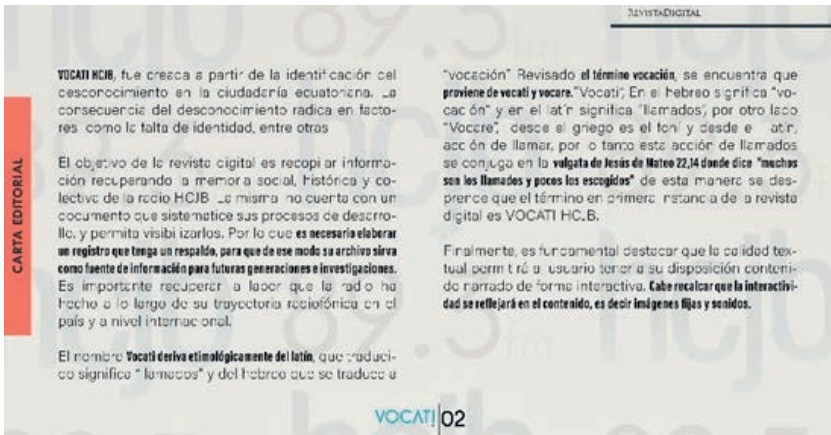 REVISTADIGITAL
CARTA EDITORIAL
VOCATI HCJB, fue creada a partir de la identificación del
desconocimiento en la ciudadanía ecuatoriana. La
consecuencia del desconocimiento radica en facto-
res como la falta de identidad, entre otras
El objetivo de la revista digital es recopilar informa-
ción recuperando la memoria social, histórica y co-
lectiva de la radio HCJB. La misma no cuenta con un
documento que sistematice sus procesos de desarro-
llo, y permita visibilizarlos. Por lo que es necesario elaborar
un registro que tenga un respaldo, para que de ese modo su archivo sirva
como fuente de información para futuras generaciones e investigaciones.
Es importante recuperar la labor que la radio ha
hecho a lo largo de su trayectoria radiofónica en el
país y a nivel internacional.
El nombre Vocati deriva etimológicamente del latín, que traduci-
do significa "llamados" y del hebreo que se traduce a
"vocación" Revisado el término vocación, se encuentra que
proviene de vocati y vocare. "Vocati", En el hebreo significa "vo-
cación" y en el latín significa "llamados", por otro lado
"Vocare", desde el griego es el foni y desde el latín,
acción de llamar, por lo tanto esta acción de llamados
se conjuga en la vulgata de Jesús de Mateo 22,14 donde dice "muchos
son los llamados y pocos los escogidos" de esta manera se des-
prende que el término en primera instancia de la revista
digital es VOCATI HCJB.
Finalmente, es fundamental destacar que la calidad tex-
tual permitirá al usuario tener a su disposición conteni-
do narrado de forma interactiva. Cabe recalcar que la interactivi-
dad se reflejará en el contenido, es decir imágenes fijas y sonidos.
VOCATI 02
89.3
fm
hcjb